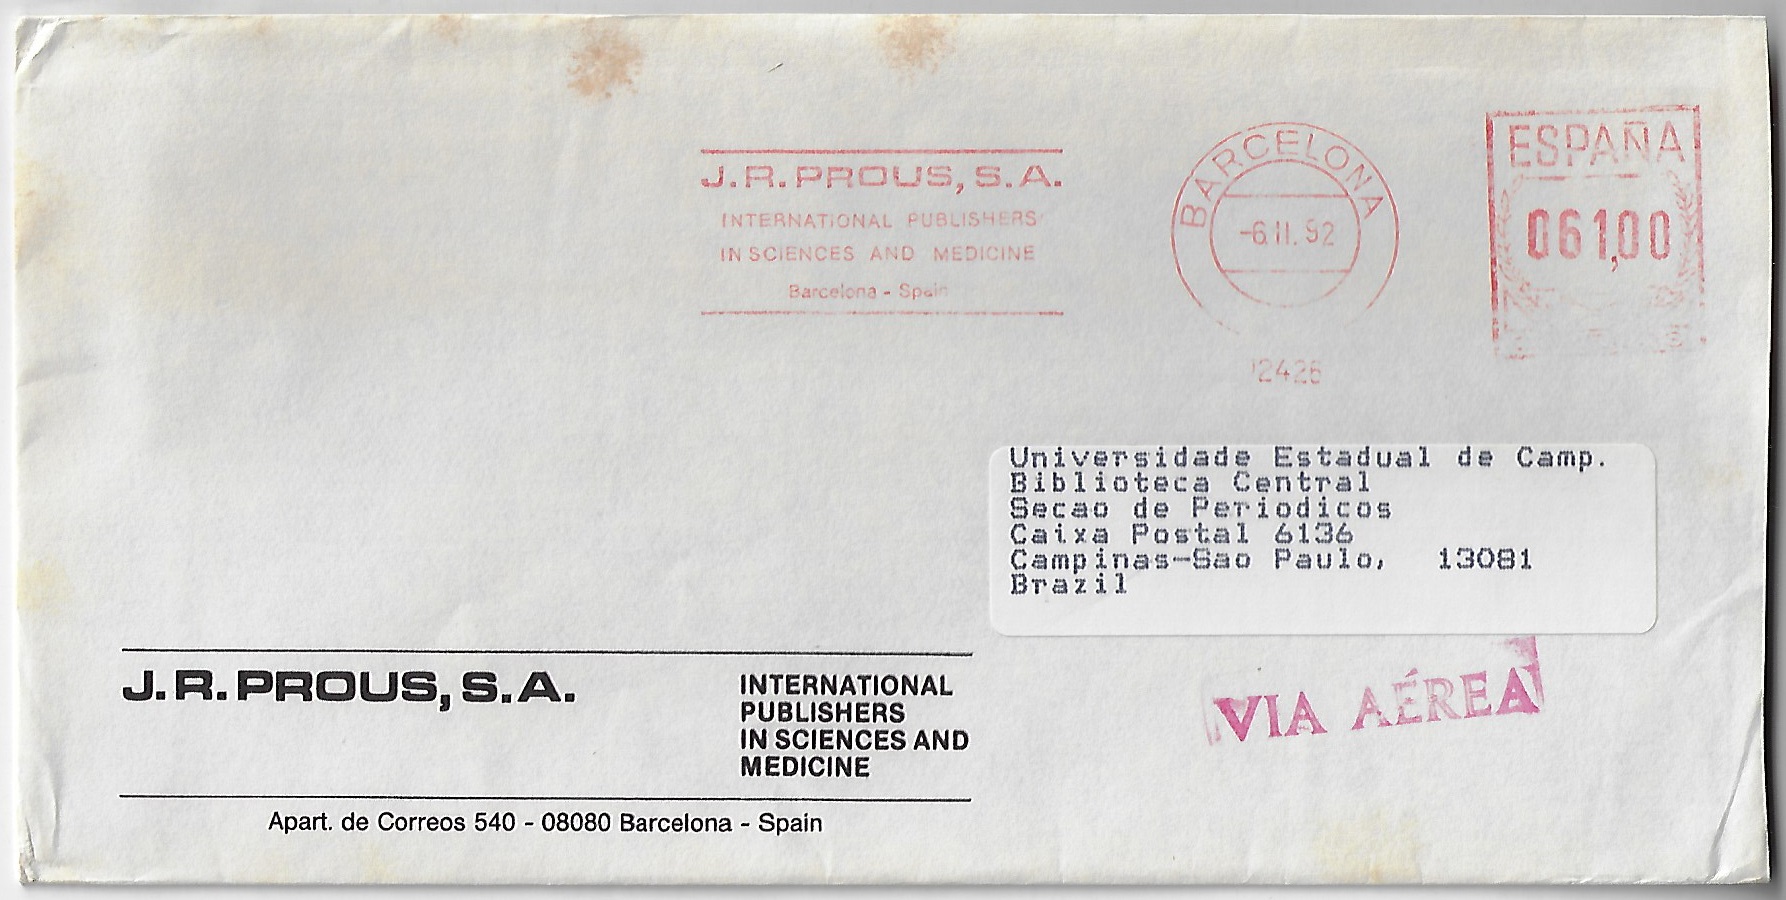 J.R. PROUS, S.A.
INTERNATIONAL PUBLISHERS
IN SCIENCES AND MEDICINE
Barcelona - Spain
BARCELONA
-6.II.92
2426
ESPAÑA
061,00
Universidade Estadual de Camp.
Biblioteca Central
Secao de Periodicos
Caixa Postal 6136
Campinas-Sao Paulo, 13081
Brazil
VIA AÉREA
J.R. PROUS, S.A.
INTERNATIONAL
PUBLISHERS
IN SCIENCES AND
MEDICINE
Apart. de Correos 540 - 08080 Barcelona - Spain